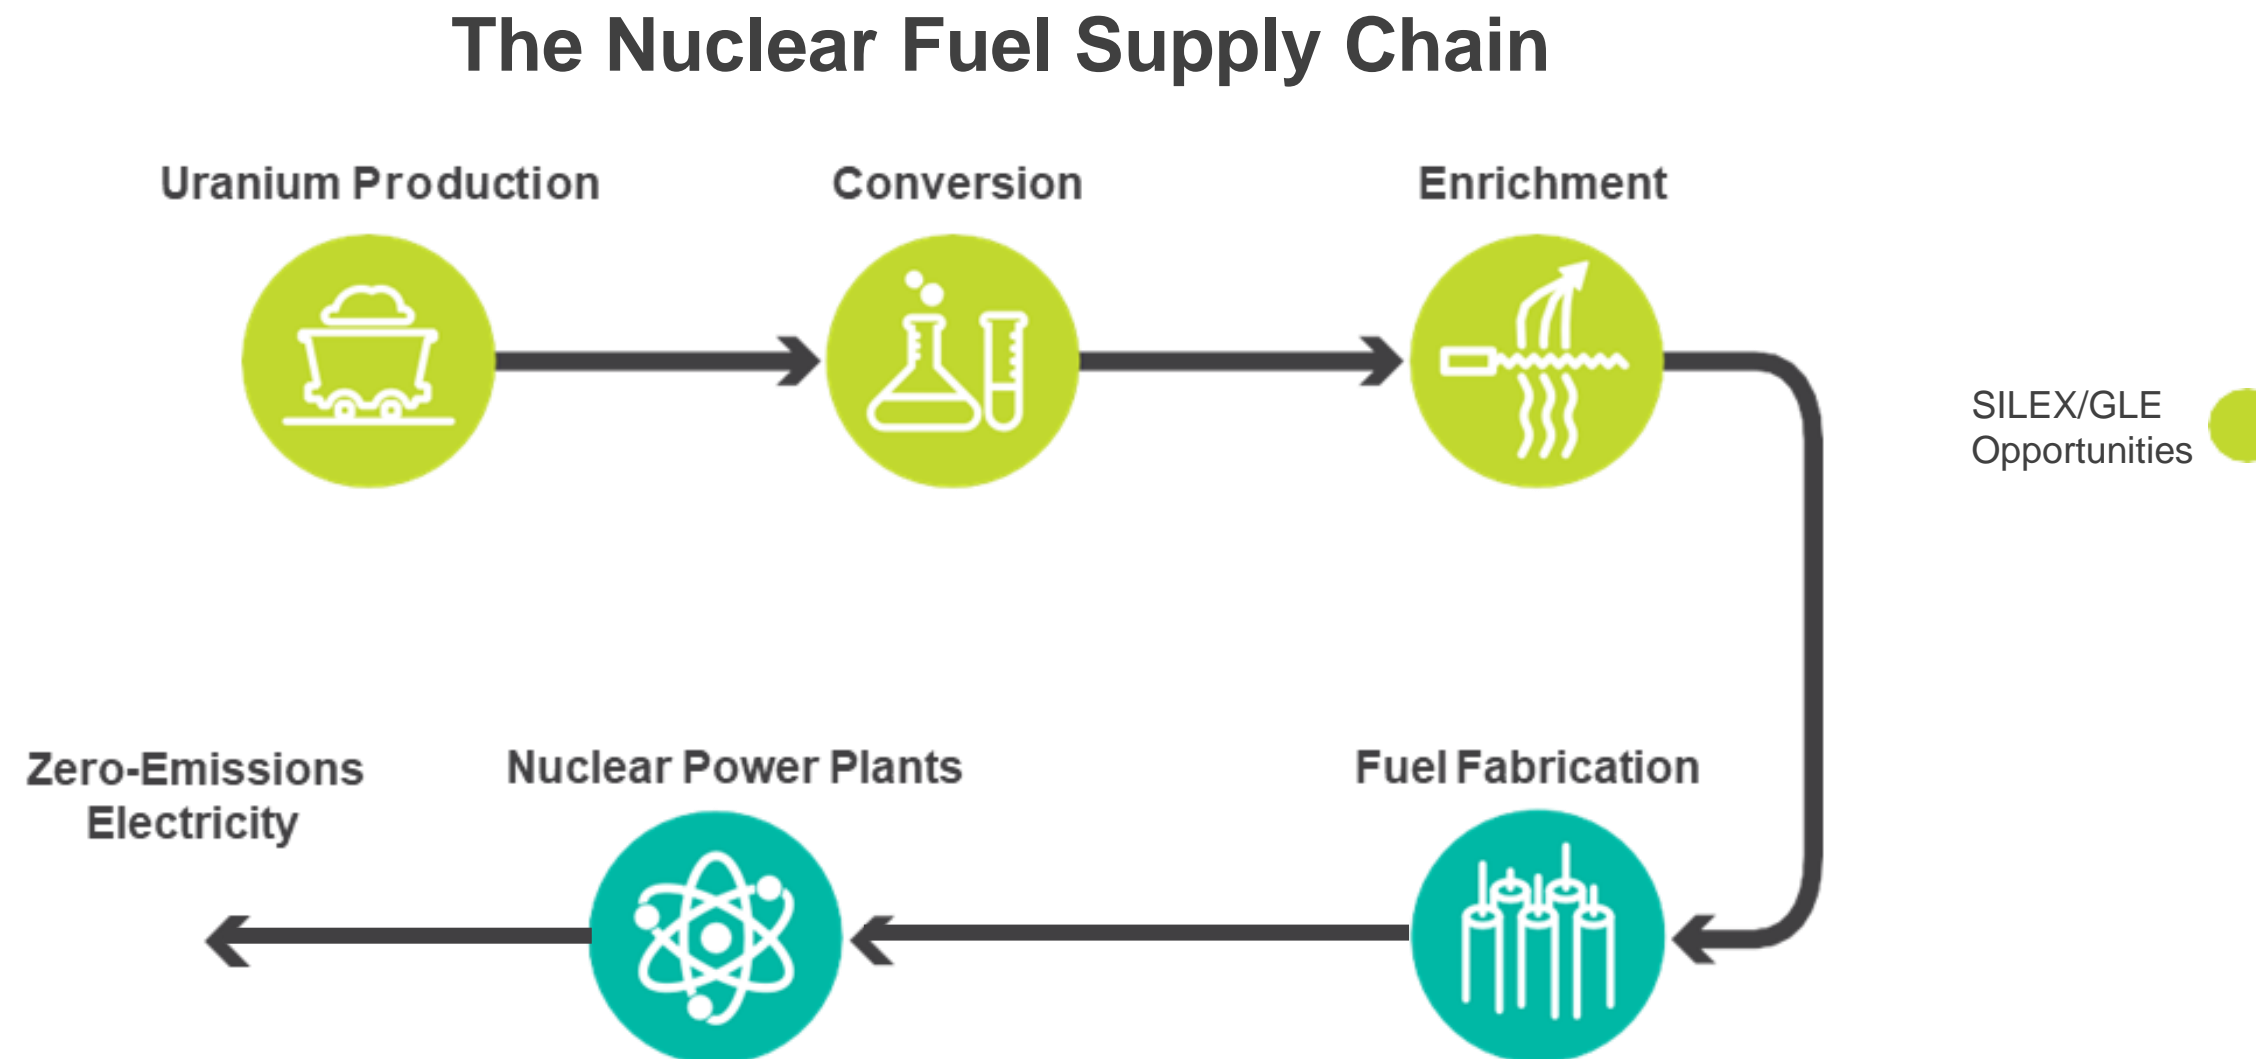 The Nuclear Fuel Supply Chain
Uranium Production
Conversion
Enrichment
SILEX/GLE
Opportunities
Zero-Emissions
Electricity
Nuclear Power Plants
Fuel Fabrication